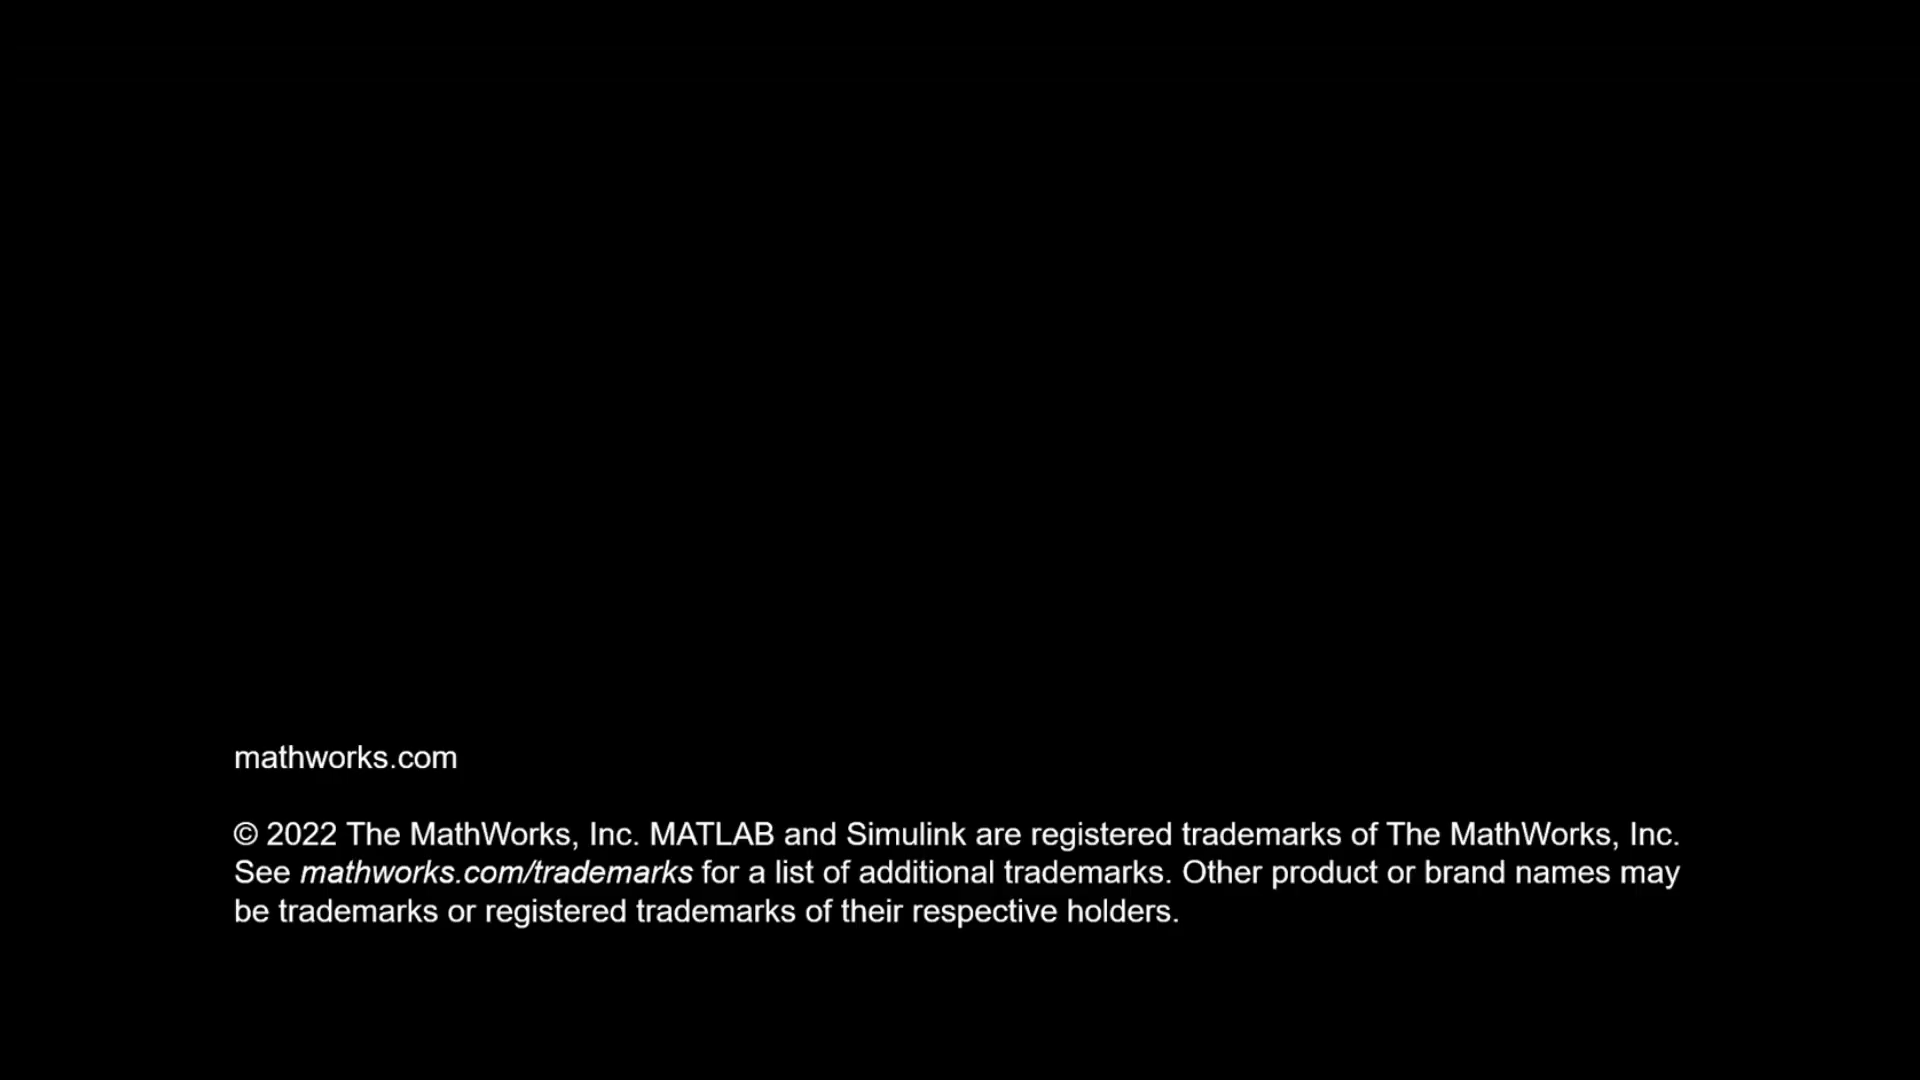 mathworks.com
© 2022 The MathWorks, Inc. MATLAB and Simulink are registered trademarks of The MathWorks, Inc.
See mathworks.com/trademarks for a list of additional trademarks. Other product or brand names may
be trademarks or registered trademarks of their respective holders.